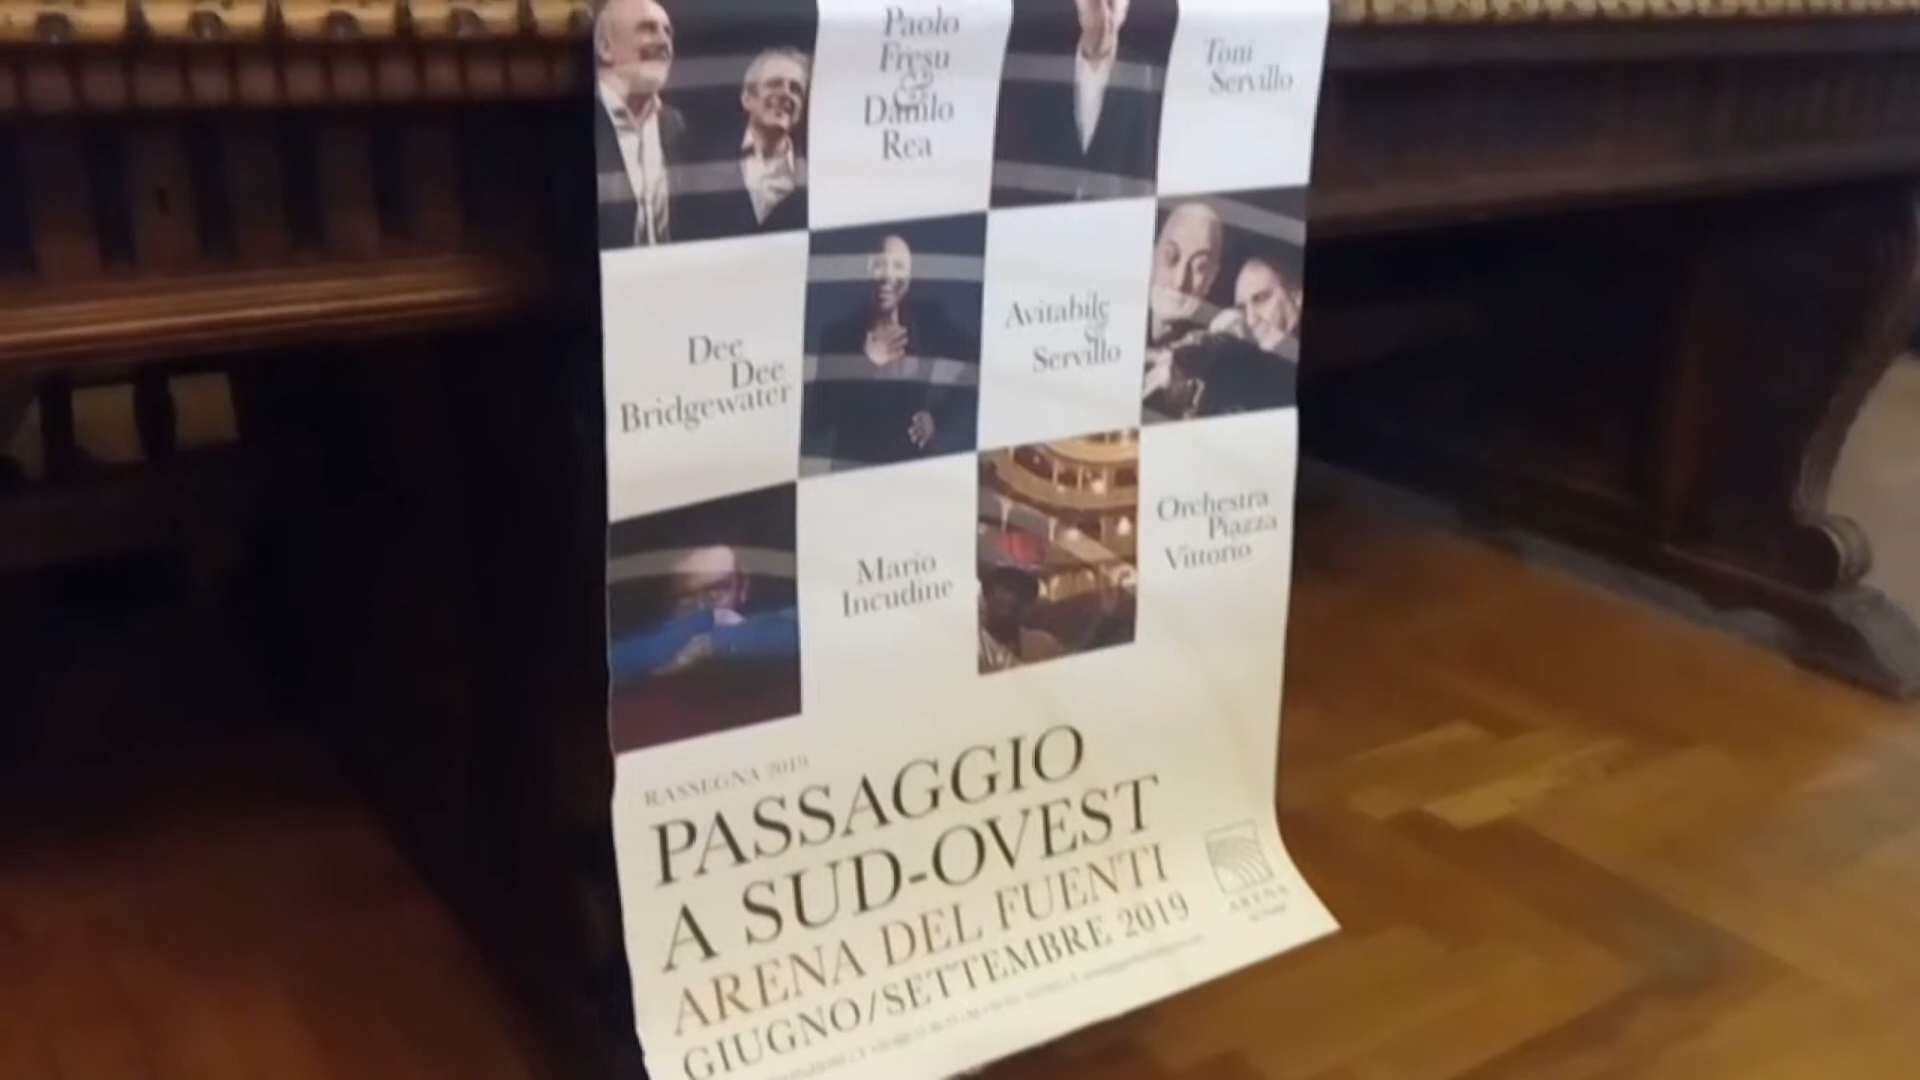 Paolo
Fresu
&
Danilo
Rea
Toni
Servillo
Dee
Dee
Bridgewater
Avitabile
&
Servillo
Mario
Incudine
Orchestra
Piazza
Vittorio
RASSEGNA 2019
PASSAGGIO
A SUD-OVEST
ARENA DEL FUENTI
GIUGNO/SETTEMBRE 2019
ARENA